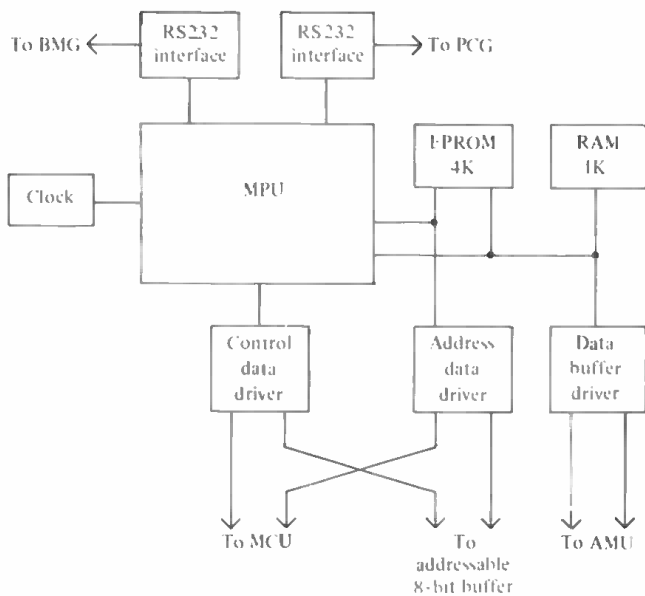 To BMG
RS232
interface
RS232
interface
To PCG
Clock
MPU
EPROM
4K
RAM
1K
Control
data
driver
Address
data
driver
Data
buffer
driver
To MCU
To
addressable
8-bit buffer
To AMU